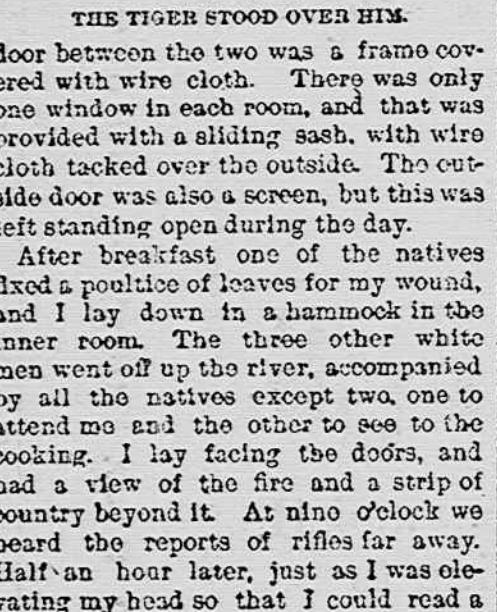 THE TIGER STOOD OVER HIM.
door between the two was a frame cov-
ered with wire cloth. There was only
one window in each room, and that was
provided with a sliding sash, with wire
cloth tacked over the outside. The out-
side door was also a screen, but this was
left standing open during the day.
After breakfast one of the natives
fixed a poultice of leaves for my wound,
and I lay down in a hammock in the
inner room. The three other white
men went off up the river, accompanied
by all the natives except two, one to
attend me and the other to see to the
cooking. I lay facing the doors, and
had a view of the fire and a strip of
country beyond it. At nine o'clock we
heard the reports of rifles far away.
Half an hour later, just as I was ele-
vating my head so that I could read a